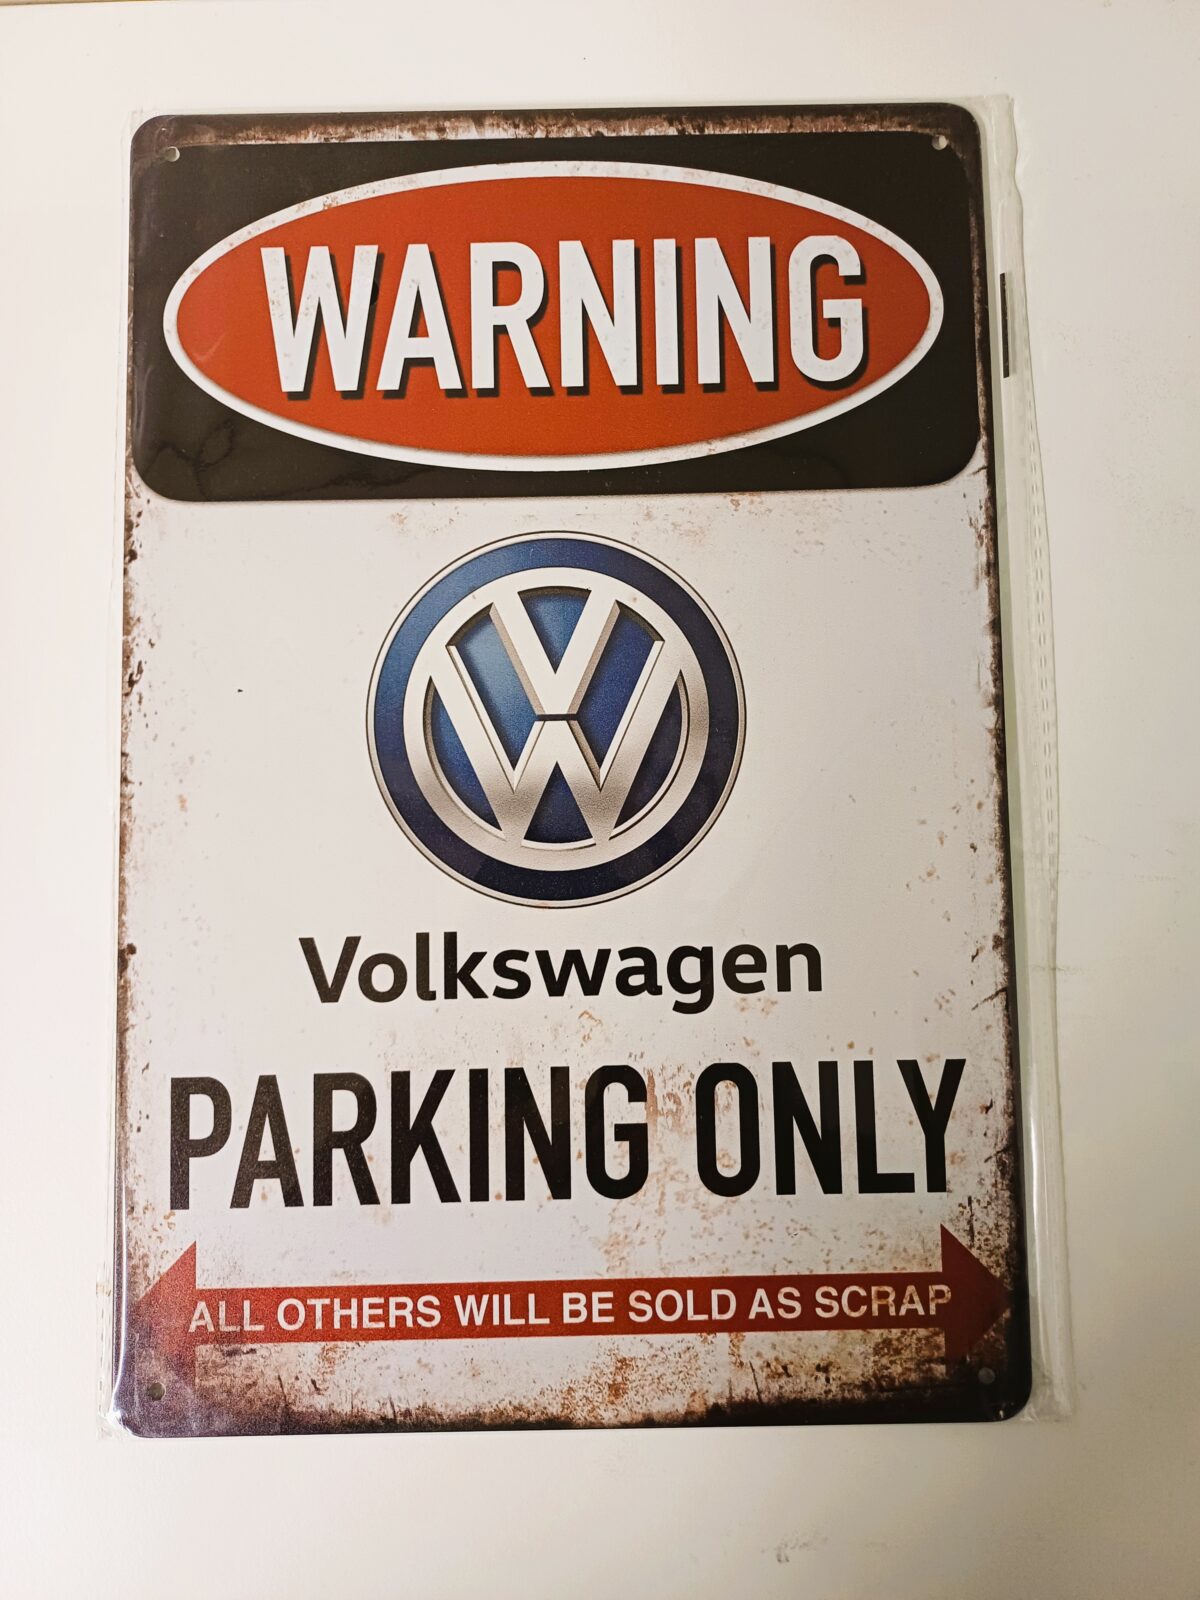 WARNING
Volkswagen
PARKING ONLY
ALL OTHERS WILL BE SOLD AS SCRAP